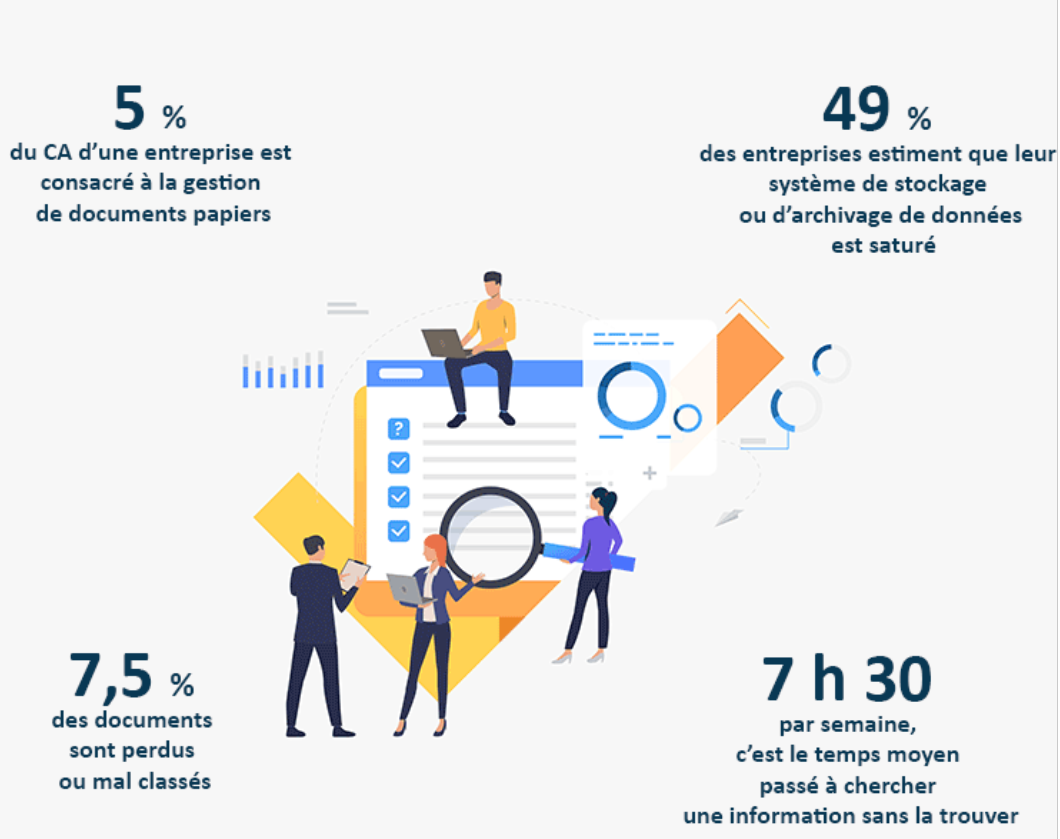 5 %
du CA d’une entreprise est
consacré à la gestion
de documents papiers
49 %
des entreprises estiment que leur
système de stockage
ou d’archivage de données
est saturé
?
7,5 %
des documents
sont perdus
ou mal classés
7 h 30
par semaine,
c’est le temps moyen
passé à chercher
une information sans la trouver